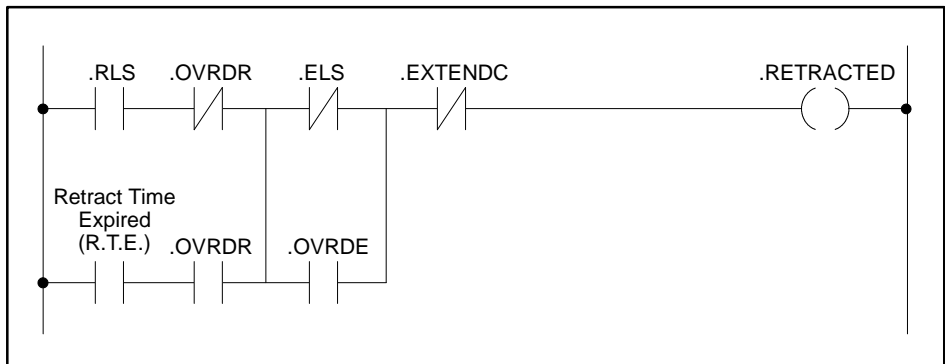 .RLS .OVRDR .ELS .EXTENDC .RETRACTED
Retract Time
Expired
(R.T.E.)
.OVRDR .OVRDE